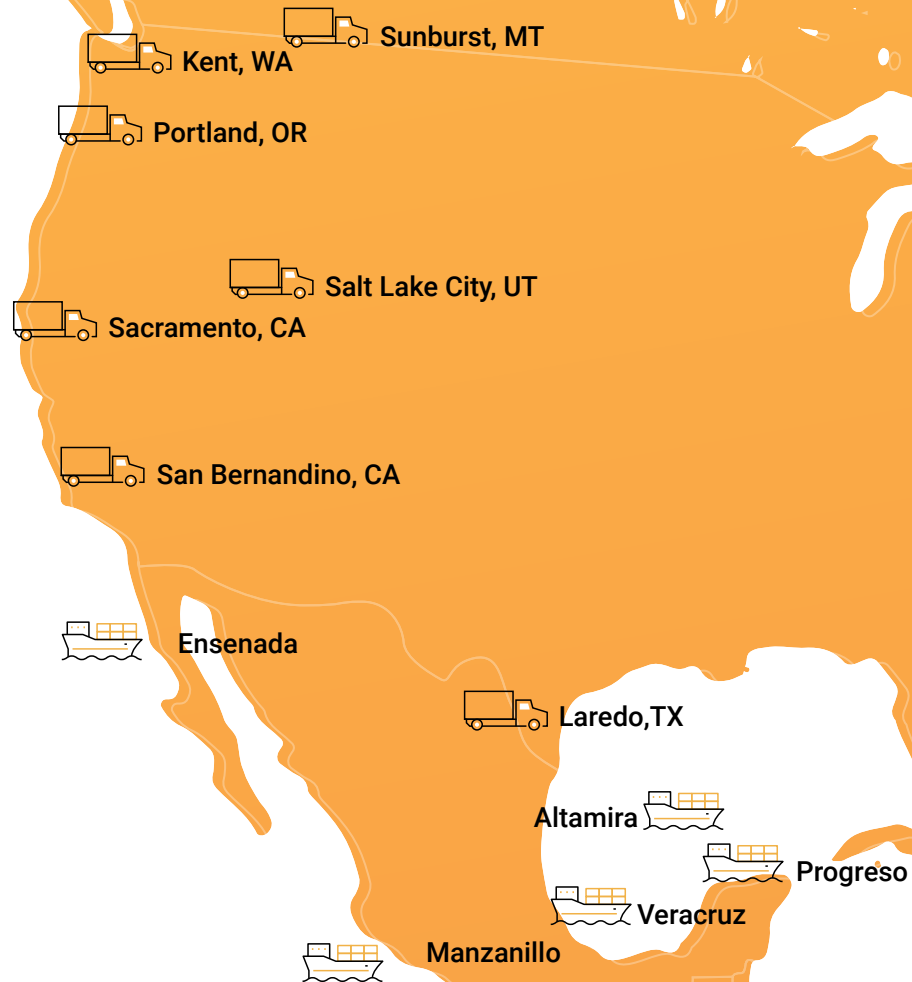 Sunburst, MT
Kent, WA
Portland, OR
Salt Lake City, UT
Sacramento, CA
San Bernandino, CA
Ensenada
Laredo,TX
Altamira
Progreso
Veracruz
Manzanillo